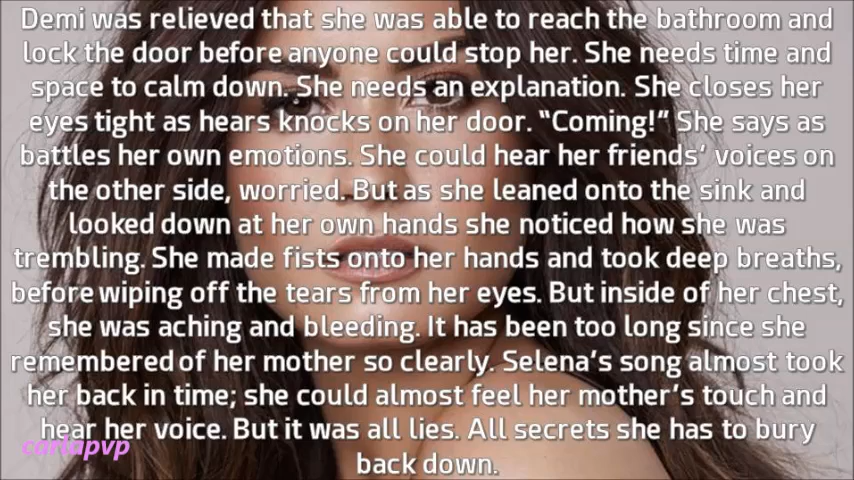 Demi was relieved that she was able to reach the bathroom and
lock the door before anyone could stop her. She needs time and
space to calm down. She needs an explanation. She closes her
eyes tight as hears knocks on her door. “Coming!” She says as
battles her own emotions. She could hear her friends’ voices on
the other side, worried. But as she leaned onto the sink and
looked down at her own hands she noticed how she was
trembling. She made fists onto her hands and took deep breaths,
before wiping off the tears from her eyes. But inside of her chest,
she was aching and bleeding. It has been too long since she
remembered of her mother so clearly. Selena’s song almost took
her back in time; she could almost feel her mother’s touch and
hear her voice. But it was all lies. All secrets she has to bury
back down.
carlapvp